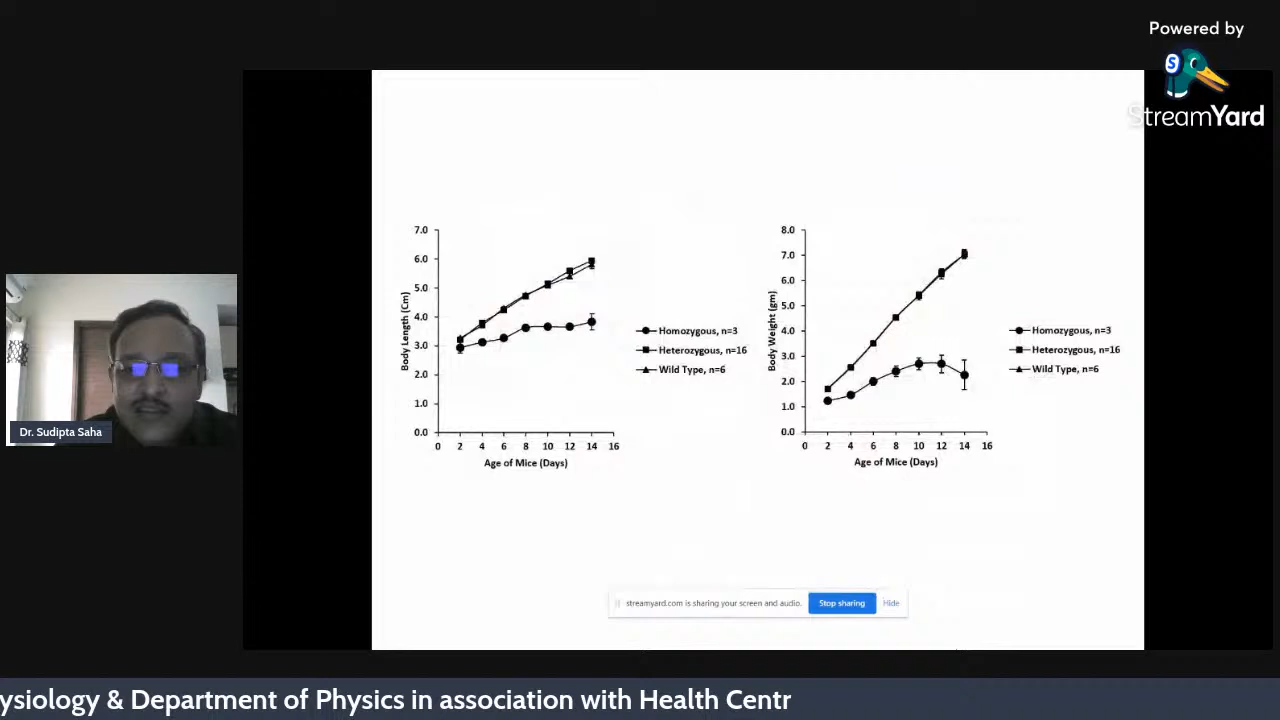 Powered by
S
StreamYard
7.0
6.0
5.0
4.0
3.0
2.0
1.0
0.0
Body Length (Cm)
0 2 4 6 8 10 12 14 16
Age of Mice (Days)
Homozygous, n=3
Heterozygous, n=16
Wild Type, n=6
8.0
7.0
6.0
5.0
4.0
3.0
2.0
1.0
0.0
Body Weight (gm)
0 2 4 6 8 10 12 14 16
Age of Mice (Days)
Homozygous, n=3
Heterozygous, n=16
Wild Type, n=6
Dr. Sudipta Saha
streamyard.com is sharing your screen and audio. Stop sharing Hide
ysiology & Department of Physics in association with Health Centr